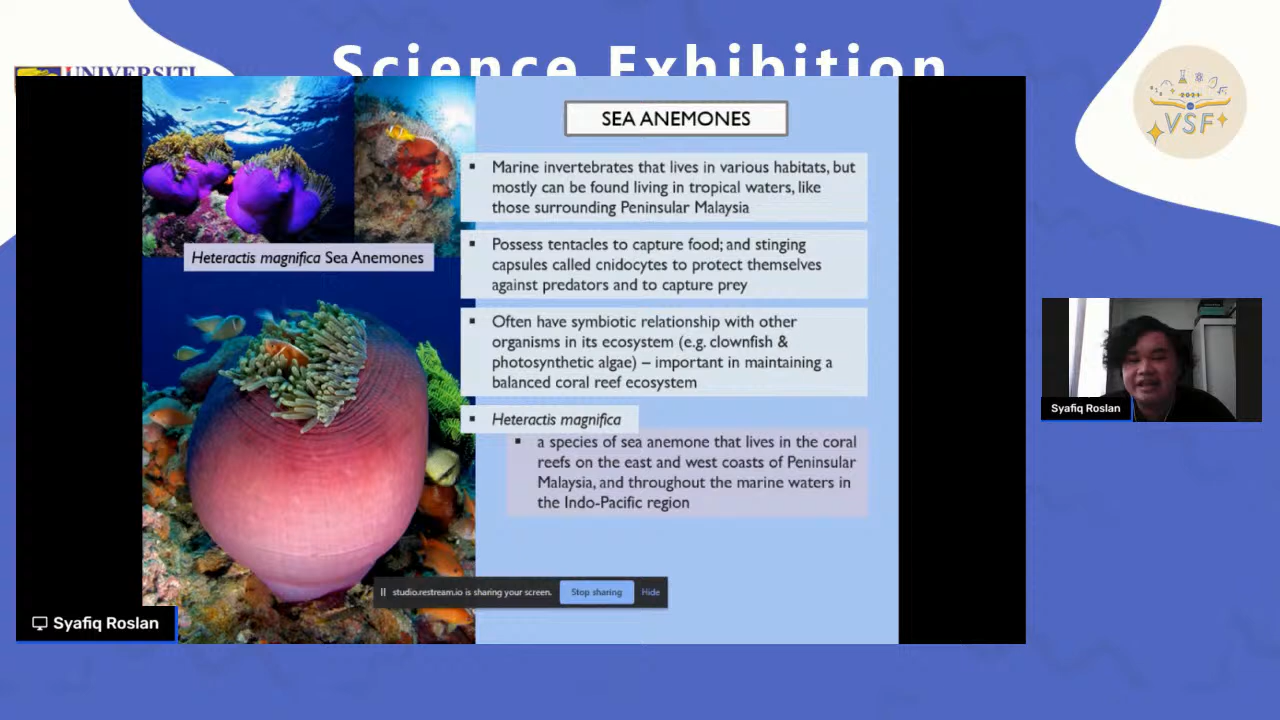 Science Exhibition
UNIVERSITI
VSF
SEA ANEMONES
▪ Marine invertebrates that lives in various habitats, but
mostly can be found living in tropical waters, like
those surrounding Peninsular Malaysia
▪ Possess tentacles to capture food; and stinging
capsules called cnidocytes to protect themselves
against predators and to capture prey
▪ Often have symbiotic relationship with other
organisms in its ecosystem (e.g. clownfish &
photosynthetic algae) – important in maintaining a
balanced coral reef ecosystem
▪ Heteractis magnifica
▪ a species of sea anemone that lives in the coral
reefs on the east and west coasts of Peninsular
Malaysia, and throughout the marine waters in
the Indo-Pacific region
Heteractis magnifica Sea Anemones
studio.restream.io is sharing your screen.
Stop sharing
Hide
Syafiq Roslan
Syafiq Roslan